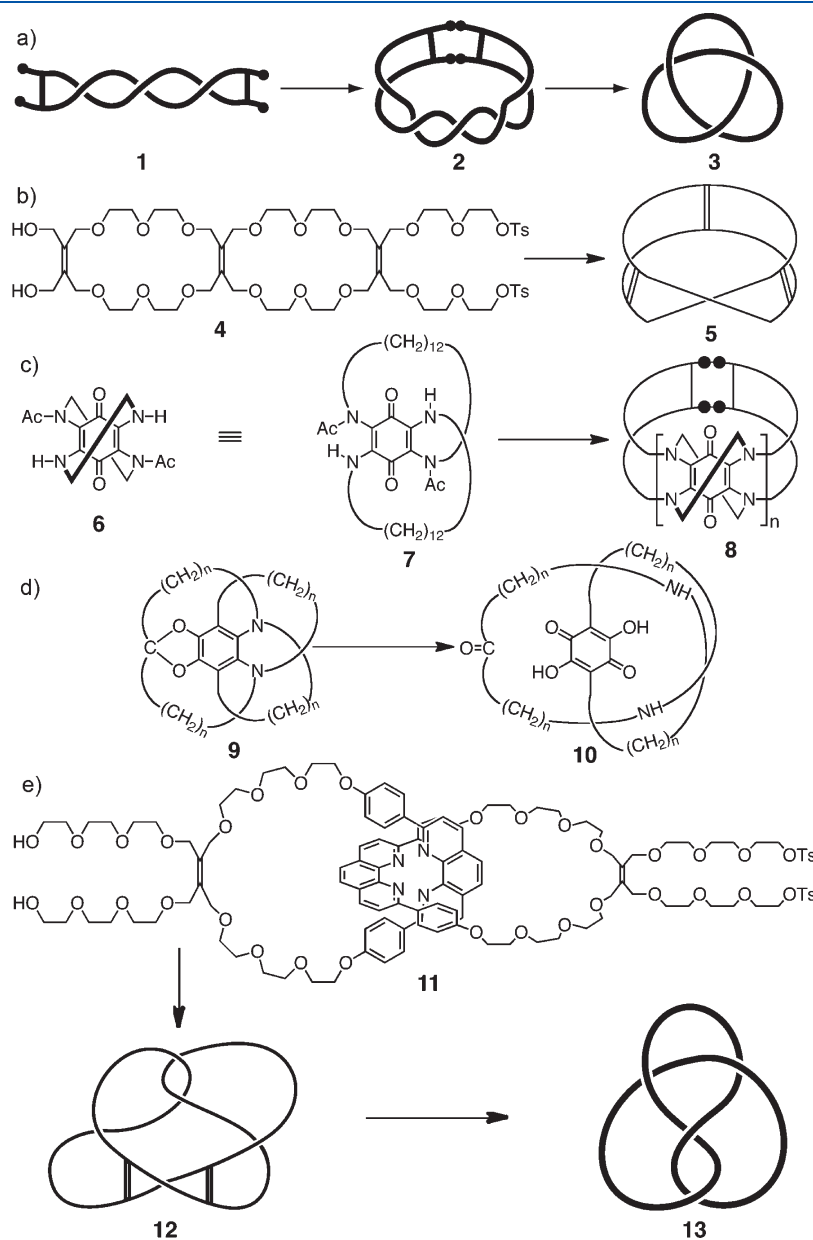 a)
1
2
3
b)
HO O O O O O O O O OTs
HO O O O O O O O O OTs
4
5
c)
O
Ac N N H
H N N Ac
O
6
≡
(CH2)12
Ac N O H N
H N O N Ac
(CH2)12
7
O
N N
N N
O
n
8
d)
(CH2)n (CH2)n
O N
C
O N
(CH2)n (CH2)n
9
(CH2)n
(CH2)n NH
O OH
O=C
HO O
(CH2)n NH
(CH2)n
10
e)
O O O O O O O O
HO O O O O O O O OTs
N N
N N
HO O O O O O O O OTs
O O O O O O O O
11
12
13